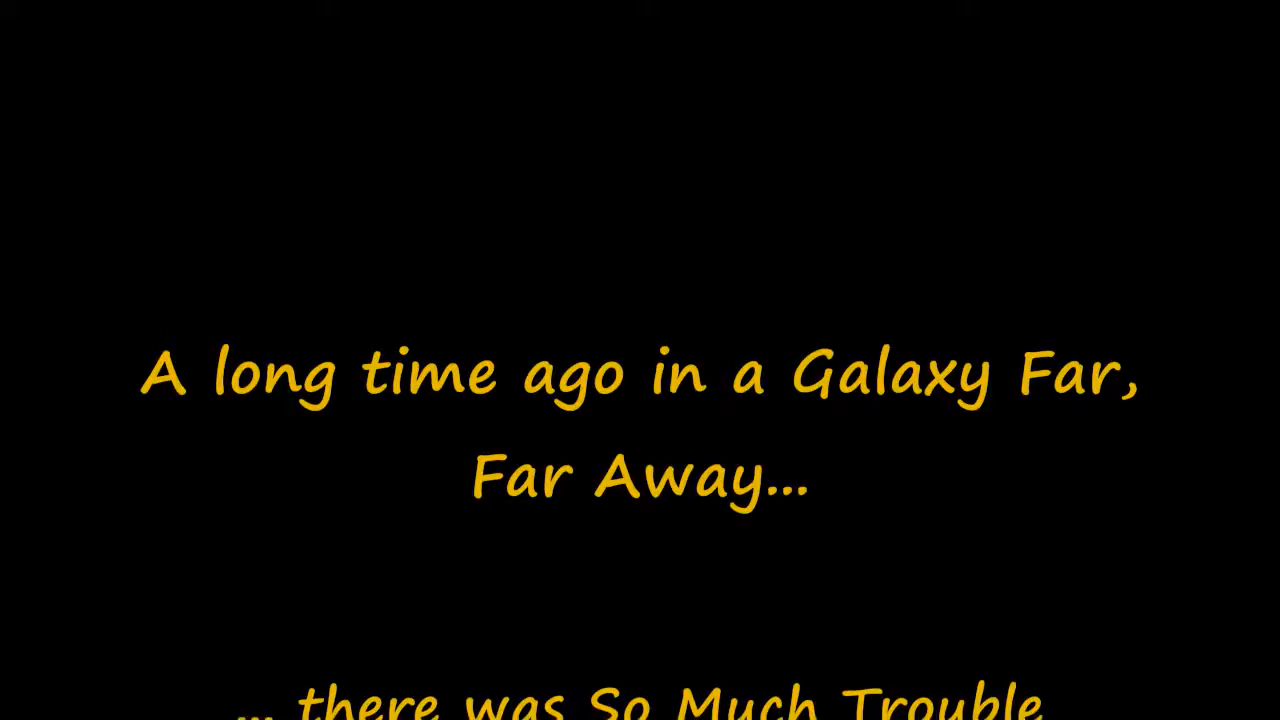 A long time ago in a Galaxy Far,
Far Away...
... there was So Much Trouble